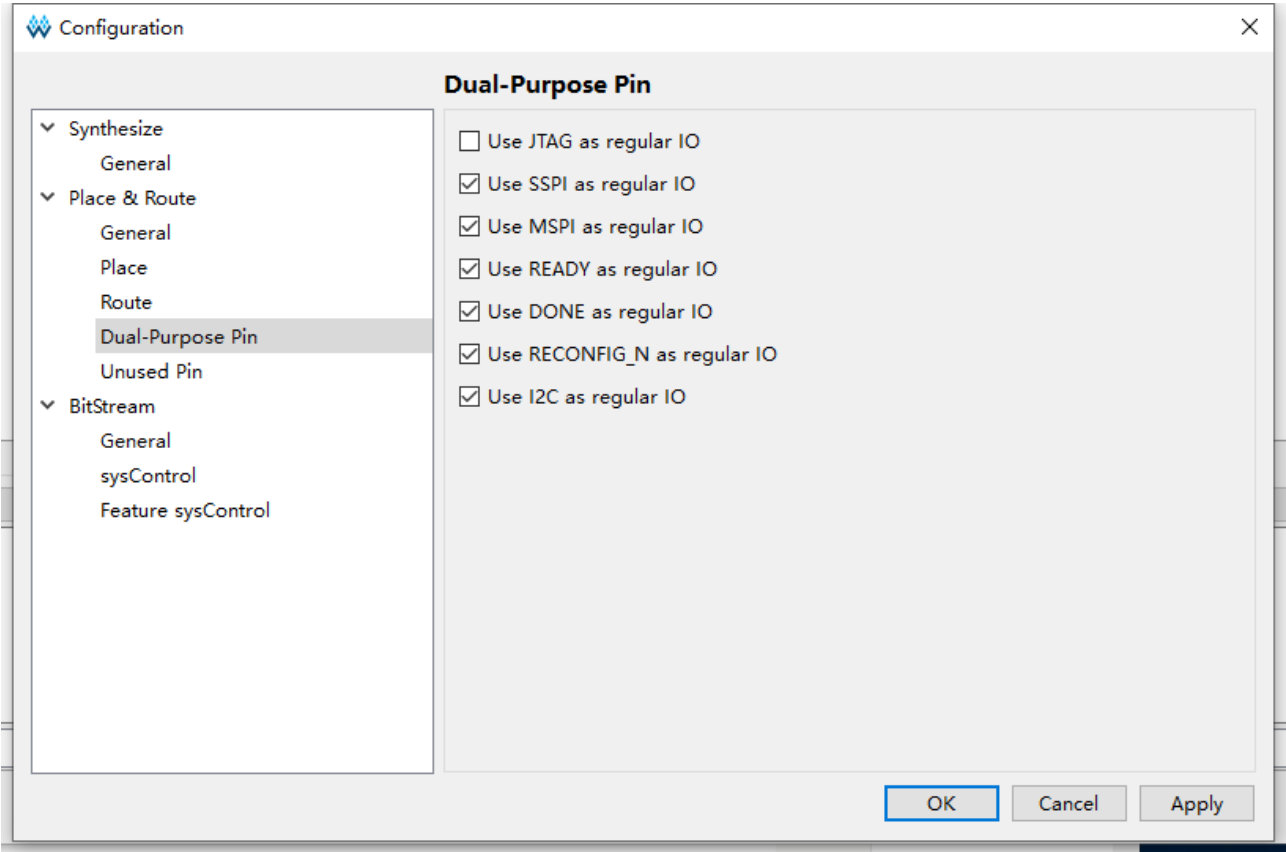 Configuration
Dual-Purpose Pin
Synthesize
General
Place & Route
General
Place
Route
Dual-Purpose Pin
Unused Pin
BitStream
General
sysControl
Feature sysControl
Use JTAG as regular IO
Use SSPI as regular IO
Use MSPI as regular IO
Use READY as regular IO
Use DONE as regular IO
Use RECONFIG_N as regular IO
Use I2C as regular IO
OK
Cancel
Apply